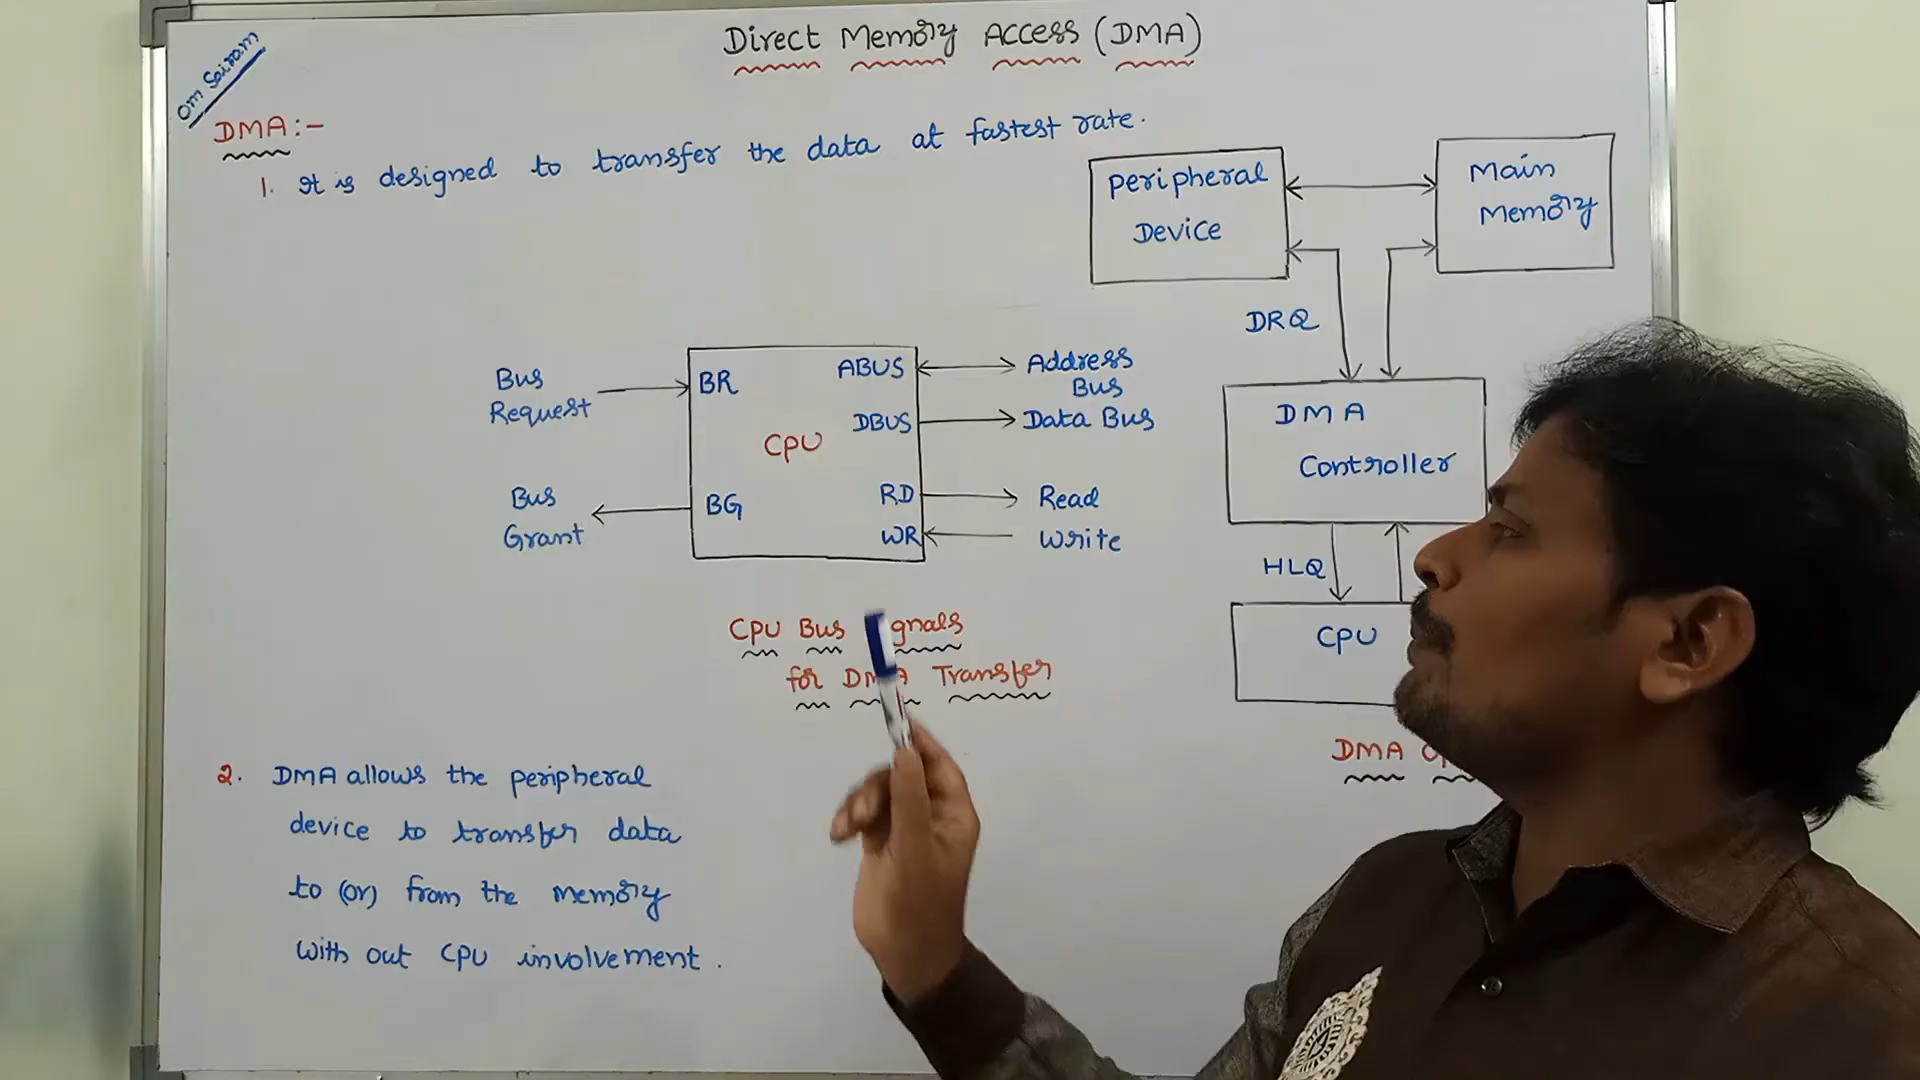 Direct Memory Access (DMA)
Om Sairam
DMA:-
1. It is designed to transfer the data at fastest rate.
Peripheral
Device
Main
Memory
DRQ
Bus
Request
BR
ABUS
Address
Bus
DBUS
Data Bus
CPU
Bus
Grant
BG
RD
Read
WR
Write
DMA
Controller
HLQ
CPU
CPU Bus
for DMA Transfer
DMA
2. DMA allows the peripheral
device to transfer data
to (or) from the memory
with out CPU involvement.